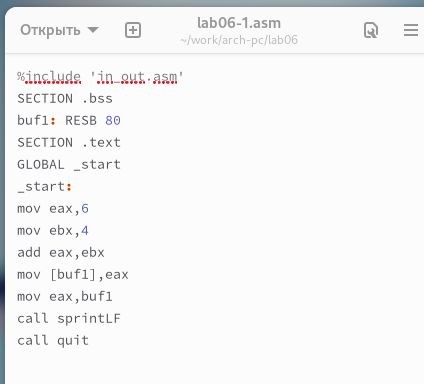 Открыть
lab06-1.asm
~/work/arch-pc/lab06
%include 'in_out.asm'
SECTION .bss
buf1: RESB 80
SECTION .text
GLOBAL _start
_start:
mov eax,6
mov ebx,4
add eax,ebx
mov [buf1],eax
mov eax,buf1
call sprintLF
call quit